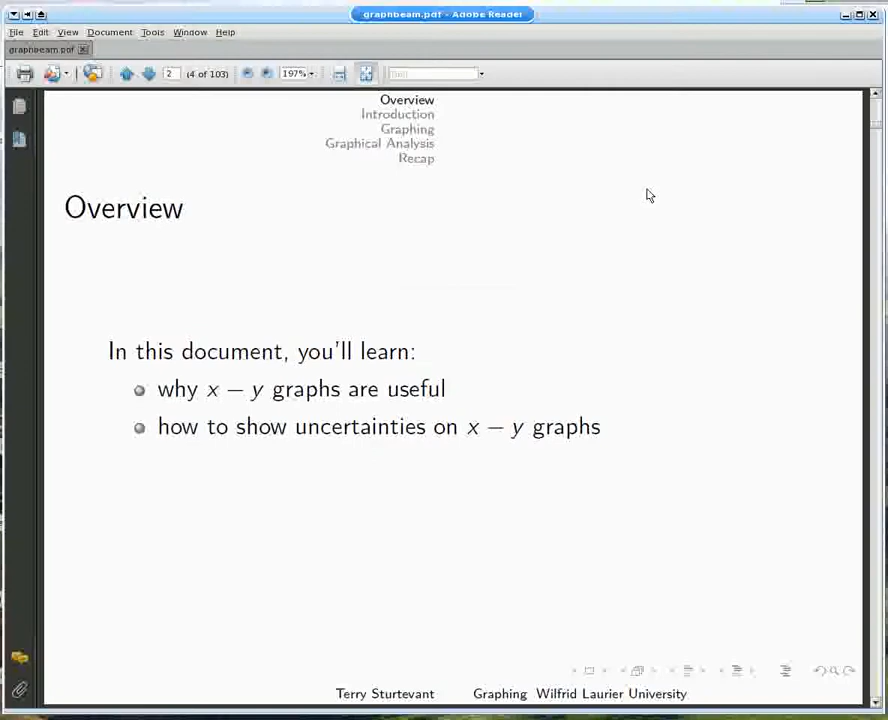 graphbeam.pdf - Adobe Reader
File Edit View Document Tools Window Help
graphbeam.pdf
2 (4 of 103) 197%
Overview
Introduction
Graphing
Graphical Analysis
Recap
Overview
In this document, you'll learn:
why x − y graphs are useful
how to show uncertainties on x − y graphs
Terry Sturtevant Graphing Wilfrid Laurier University